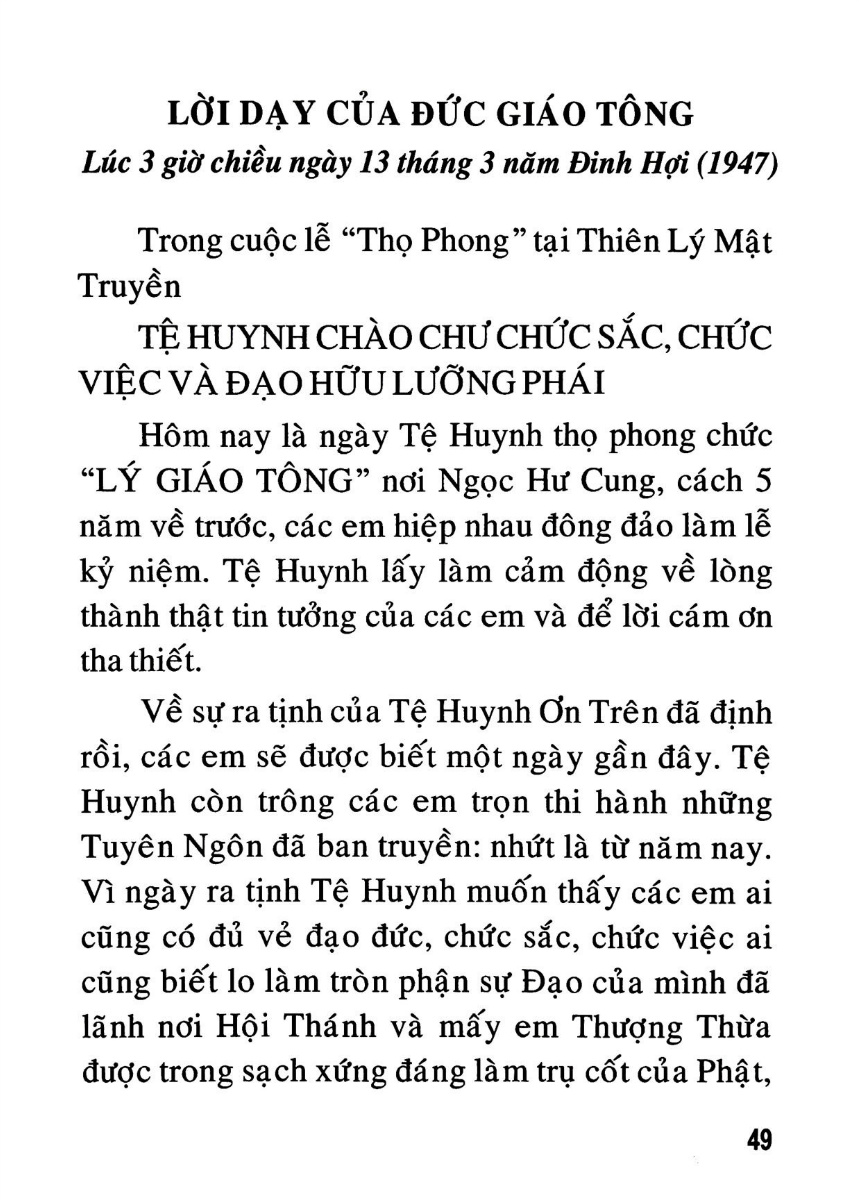 LỜI DẠY CỦA ĐỨC GIÁO TÔNG
Lúc 3 giờ chiều ngày 13 tháng 3 năm Đinh Hợi (1947)
Trong cuộc lễ “Thọ Phong” tại Thiên Lý Mật
Truyền
TỆ HUYNH CHÀO CHƯ CHỨC SẮC, CHỨC
VIỆC VÀ ĐẠO HỮU LƯỠNG PHÁI
Hôm nay là ngày Tệ Huynh thọ phong chức
“LÝ GIÁO TÔNG” nơi Ngọc Hư Cung, cách 5
năm về trước, các em hiệp nhau đông đảo làm lễ
kỷ niệm. Tệ Huynh lấy làm cảm động về lòng
thành thật tin tưởng của các em và để lời cám ơn
tha thiết.
Về sự ra tịnh của Tệ Huynh Ơn Trên đã định
rồi, các em sẽ được biết một ngày gần đây. Tệ
Huynh còn trông các em trọn thi hành những
Tuyên Ngôn đã ban truyền: nhứt là từ năm nay.
Vì ngày ra tịnh Tệ Huynh muốn thấy các em ai
cũng có đủ vẻ đạo đức, chức sắc, chức việc ai
cũng biết lo làm tròn phận sự Đạo của mình đã
lãnh nơi Hội Thánh và mấy em Thượng Thừa
được trong sạch xứng đáng làm trụ cốt của Phật,
49